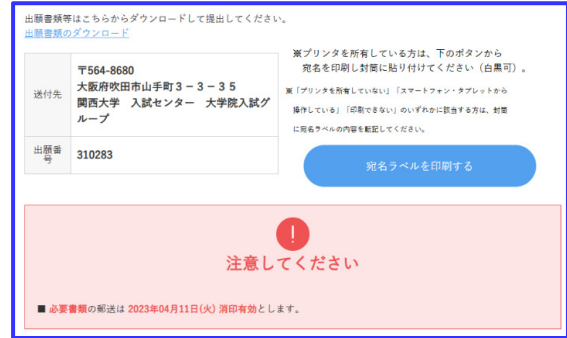 出願書類等はこちらからダウンロードして提出してください。
出願書類のダウンロード
送付先
〒564-8680
大阪府吹田市山手町3-3-35
関西大学 入試センター 大学院入試グ
ループ
出願番
号
310283
※プリンタを所有している方は、下のボタンから
宛名を印刷し封筒に貼り付けてください（白黒可）。
※「プリンタを所有していない」「スマートフォン・タブレットから
操作している」「印刷できない」のいずれかに該当する方は、封筒
に宛名ラベルの内容を転記してください。
宛名ラベルを印刷する
!
注意してください
■ 必要書類の郵送は 2023年04月11日(火) 消印有効とします。